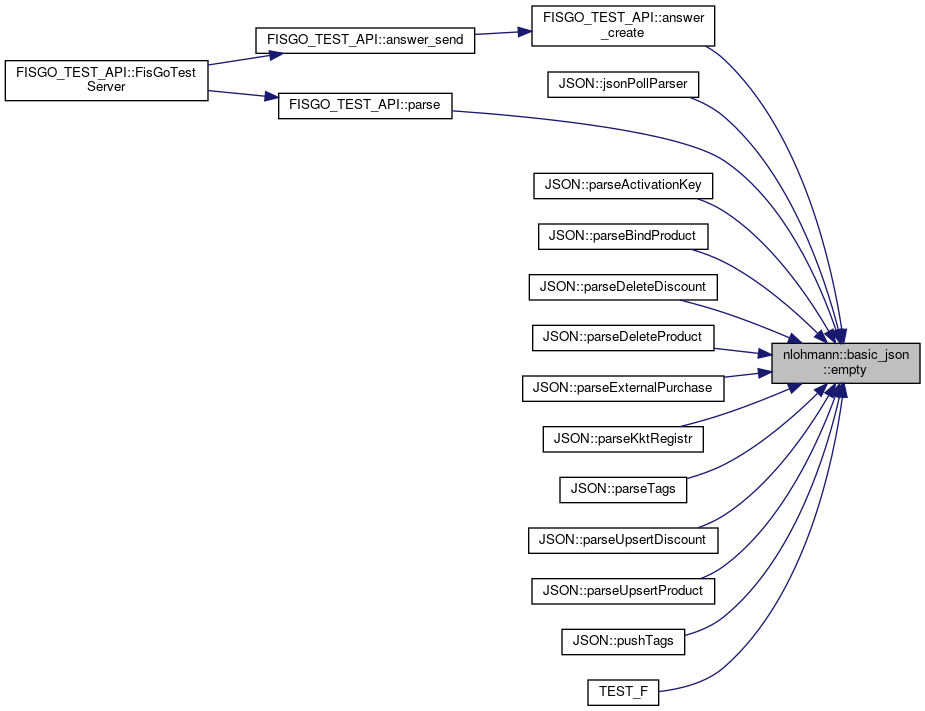 FISGO_TEST_API::answer
_create
FISGO_TEST_API::answer_send
FISGO_TEST_API::FisGoTest
Server
JSON::jsonPollParser
FISGO_TEST_API::parse
JSON::parseActivationKey
JSON::parseBindProduct
JSON::parseDeleteDiscount
JSON::parseDeleteProduct
nlohmann::basic_json
::empty
JSON::parseExternalPurchase
JSON::parseKktRegistr
JSON::parseTags
JSON::parseUpsertDiscount
JSON::parseUpsertProduct
JSON::pushTags
TEST_F